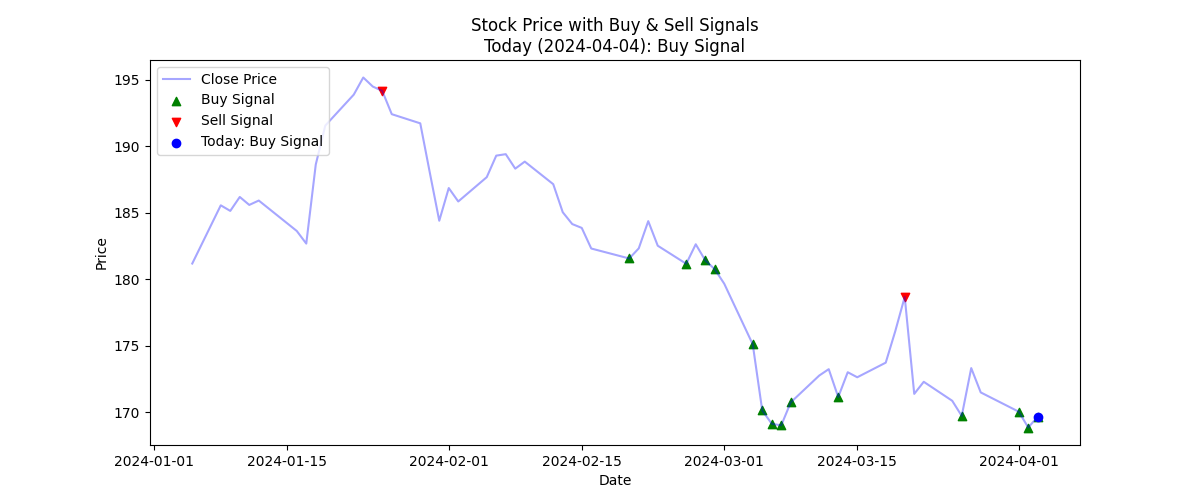 Stock Price with Buy & Sell Signals
Today (2024-04-04): Buy Signal
Close Price
Buy Signal
Sell Signal
Today: Buy Signal
Price
195
190
185
180
175
170
2024-01-01
2024-01-15
2024-02-01
2024-02-15
2024-03-01
2024-03-15
2024-04-01
Date